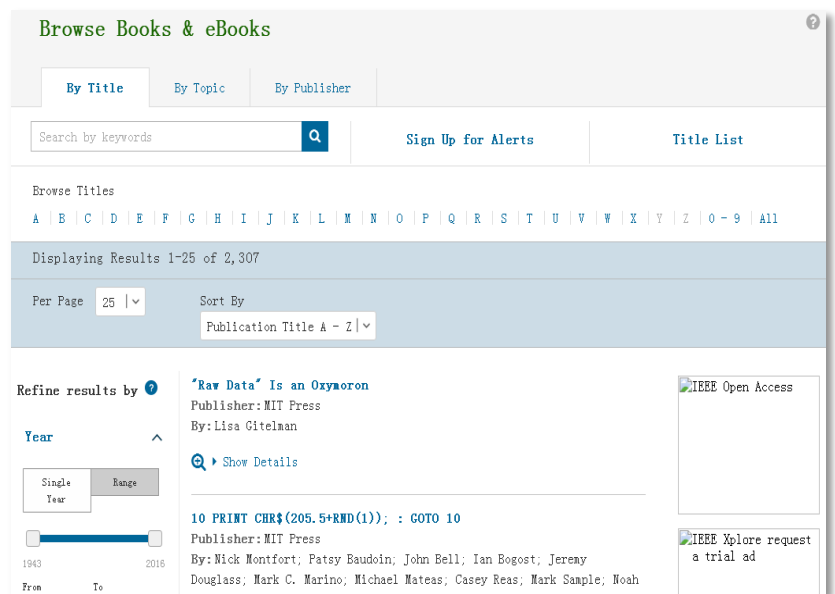 Browse Books & eBooks
?
By Title By Topic By Publisher
Search by keywords Sign Up for Alerts Title List
Browse Titles
A B C D E F G H I J K L M N O P Q R S T U V W X Y Z 0 - 9 All
Displaying Results 1-25 of 2,307
Per Page 25 Sort By
Publication Title A - Z
Refine results by ?
Year
Single Year Range
1943 2016
From To
"Raw Data" Is an Oxymoron
Publisher: MIT Press
By: Lisa Gitelman
Show Details
10 PRINT CHR$(205.5+RND(1)); : GOTO 10
Publisher: MIT Press
By: Nick Montfort; Patsy Baudoin; John Bell; Ian Bogost; Jeremy
Douglass; Mark C. Marino; Michael Mateas; Casey Reas; Mark Sample; Noah
IEEE Open Access
IEEE Xplore request
a trial ad